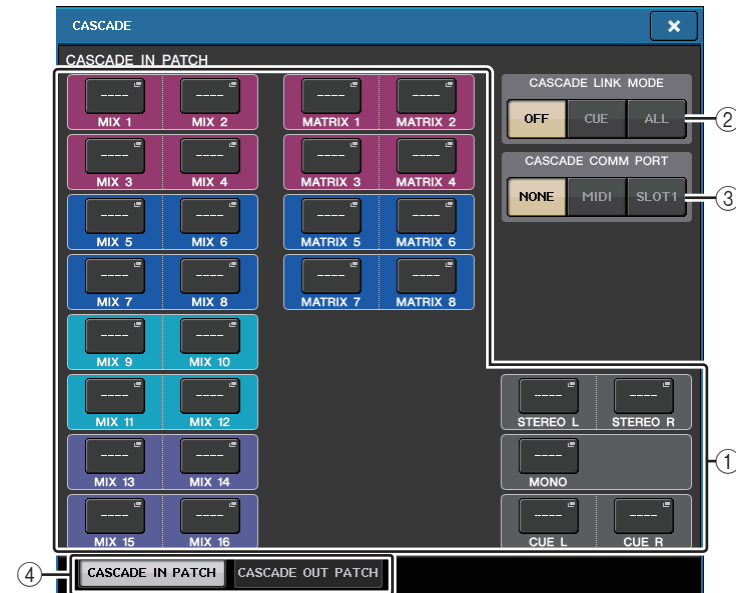 CASCADE
CASCADE IN PATCH
---- ---- ---- ----
MIX 1 MIX 2 MATRIX 1 MATRIX 2
---- ---- ---- ----
MIX 3 MIX 4 MATRIX 3 MATRIX 4
---- ---- ---- ----
MIX 5 MIX 6 MATRIX 5 MATRIX 6
---- ---- ---- ----
MIX 7 MIX 8 MATRIX 7 MATRIX 8
---- ----
MIX 9 MIX 10
---- ----
MIX 11 MIX 12
---- ----
MIX 13 MIX 14
---- ----
MIX 15 MIX 16
CASCADE LINK MODE
OFF CUE ALL
②
CASCADE COMM PORT
NONE MIDI SLOT1
③
---- ----
STEREO L STEREO R
----
MONO
①
---- ----
CUE L CUE R
④
CASCADE IN PATCH CASCADE OUT PATCH